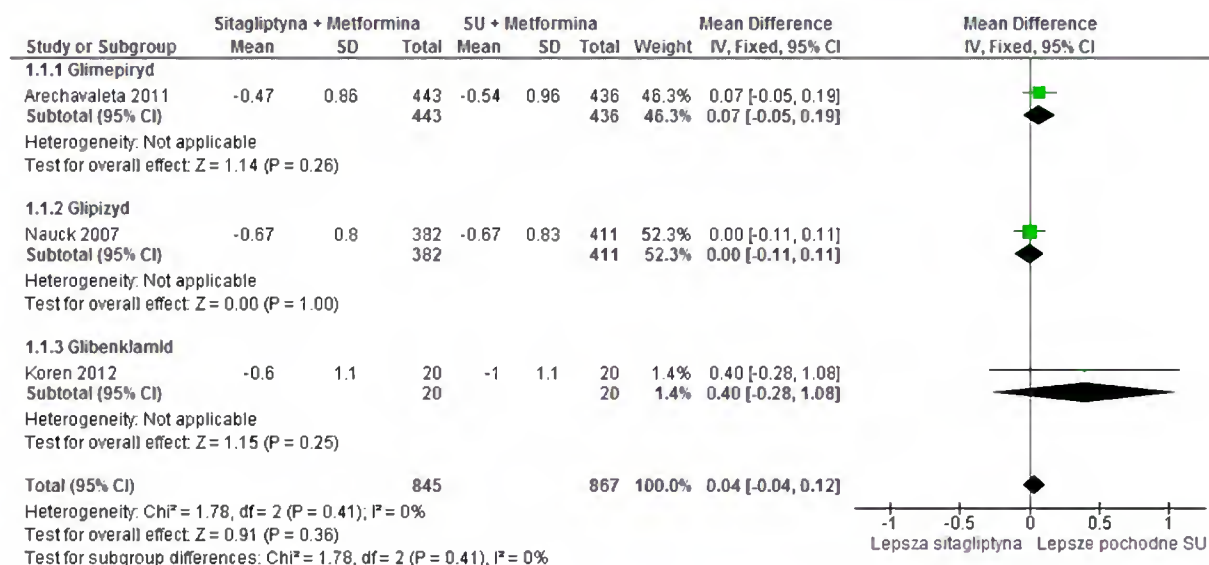 Sitagliptyna + Metformina SU + Metformina Mean Difference Mean Difference
Study or Subgroup Mean SD Total Mean SD Total Weight IV, Fixed, 95% CI IV, Fixed, 95% CI
1.1.1 Glimepiryd
Arechavaleta 2011 -0.47 0.86 443 -0.54 0.96 436 46.3% 0.07 [-0.05, 0.19]
Subtotal (95% CI) 443 436 46.3% 0.07 [-0.05, 0.19]
Heterogeneity: Not applicable
Test for overall effect: Z = 1.14 (P = 0.26)
1.1.2 Glipizyd
Nauck 2007 -0.67 0.8 382 -0.67 0.83 411 52.3% 0.00 [-0.11, 0.11]
Subtotal (95% CI) 382 411 52.3% 0.00 [-0.11, 0.11]
Heterogeneity: Not applicable
Test for overall effect: Z = 0.00 (P = 1.00)
1.1.3 Glibenklamid
Koren 2012 -0.6 1.1 20 -1 1.1 20 1.4% 0.40 [-0.28, 1.08]
Subtotal (95% CI) 20 20 1.4% 0.40 [-0.28, 1.08]
Heterogeneity: Not applicable
Test for overall effect: Z = 1.15 (P = 0.25)
Total (95% CI) 845 867 100.0% 0.04 [-0.04, 0.12]
Heterogeneity: Chi² = 1.78, df = 2 (P = 0.41); I² = 0%
Test for overall effect: Z = 0.91 (P = 0.36)
Test for subgroup differences: Chi² = 1.78, df = 2 (P = 0.41), I² = 0%
-1 -0.5 0 0.5 1
Lepsza sitagliptyna Lepsze pochodne SU